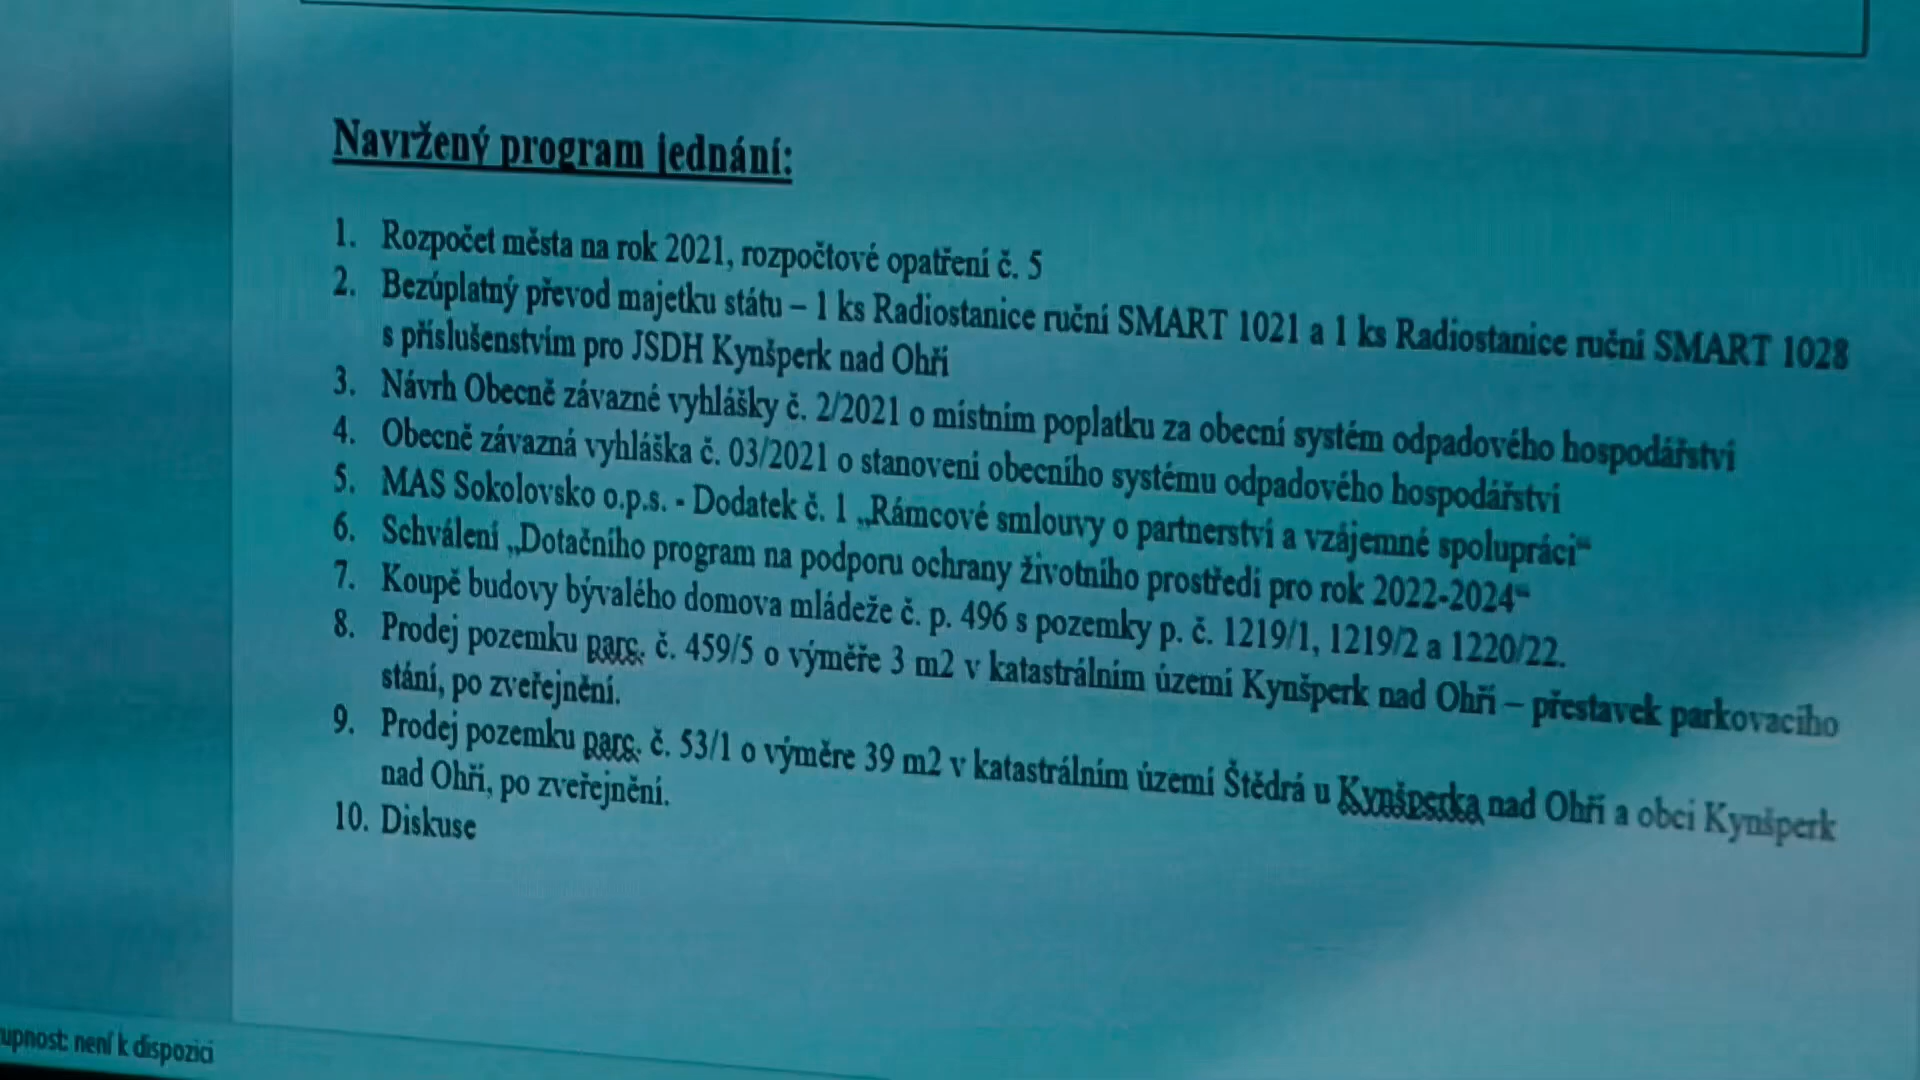 Navržený program jednání:
1. Rozpočet města na rok 2021, rozpočtové opatření č. 5
2. Bezúplatný převod majetku státu – 1 ks Radiostanice ruční SMART 1021 a 1 ks Radiostanice ruční SMART 1028
s příslušenstvím pro JSDH Kynšperk nad Ohří
3. Návrh Obecně závazné vyhlášky č. 2/2021 o místním poplatku za obecní systém odpadového hospodářství
4. Obecně závazná vyhláška č. 03/2021 o stanovení obecního systému odpadového hospodářství
5. MAS Sokolovsko o.p.s. - Dodatek č. 1 „Rámcové smlouvy o partnerství a vzájemné spolupráci“
6. Schválení „Dotačního program na podporu ochrany životního prostředí pro rok 2022-2024“
7. Koupě budovy bývalého domova mládeže č. p. 496 s pozemky p. č. 1219/1, 1219/2 a 1220/22.
8. Prodej pozemku parc. č. 459/5 o výměře 3 m2 v katastrálním území Kynšperk nad Ohří – přestavek parkovacího
stání, po zveřejnění.
9. Prodej pozemku parc. č. 53/1 o výměře 39 m2 v katastrálním území Štědrá u Kynšperka nad Ohří a obci Kynšperk
nad Ohří, po zveřejnění.
10. Diskuse
upnost: není k dispozici